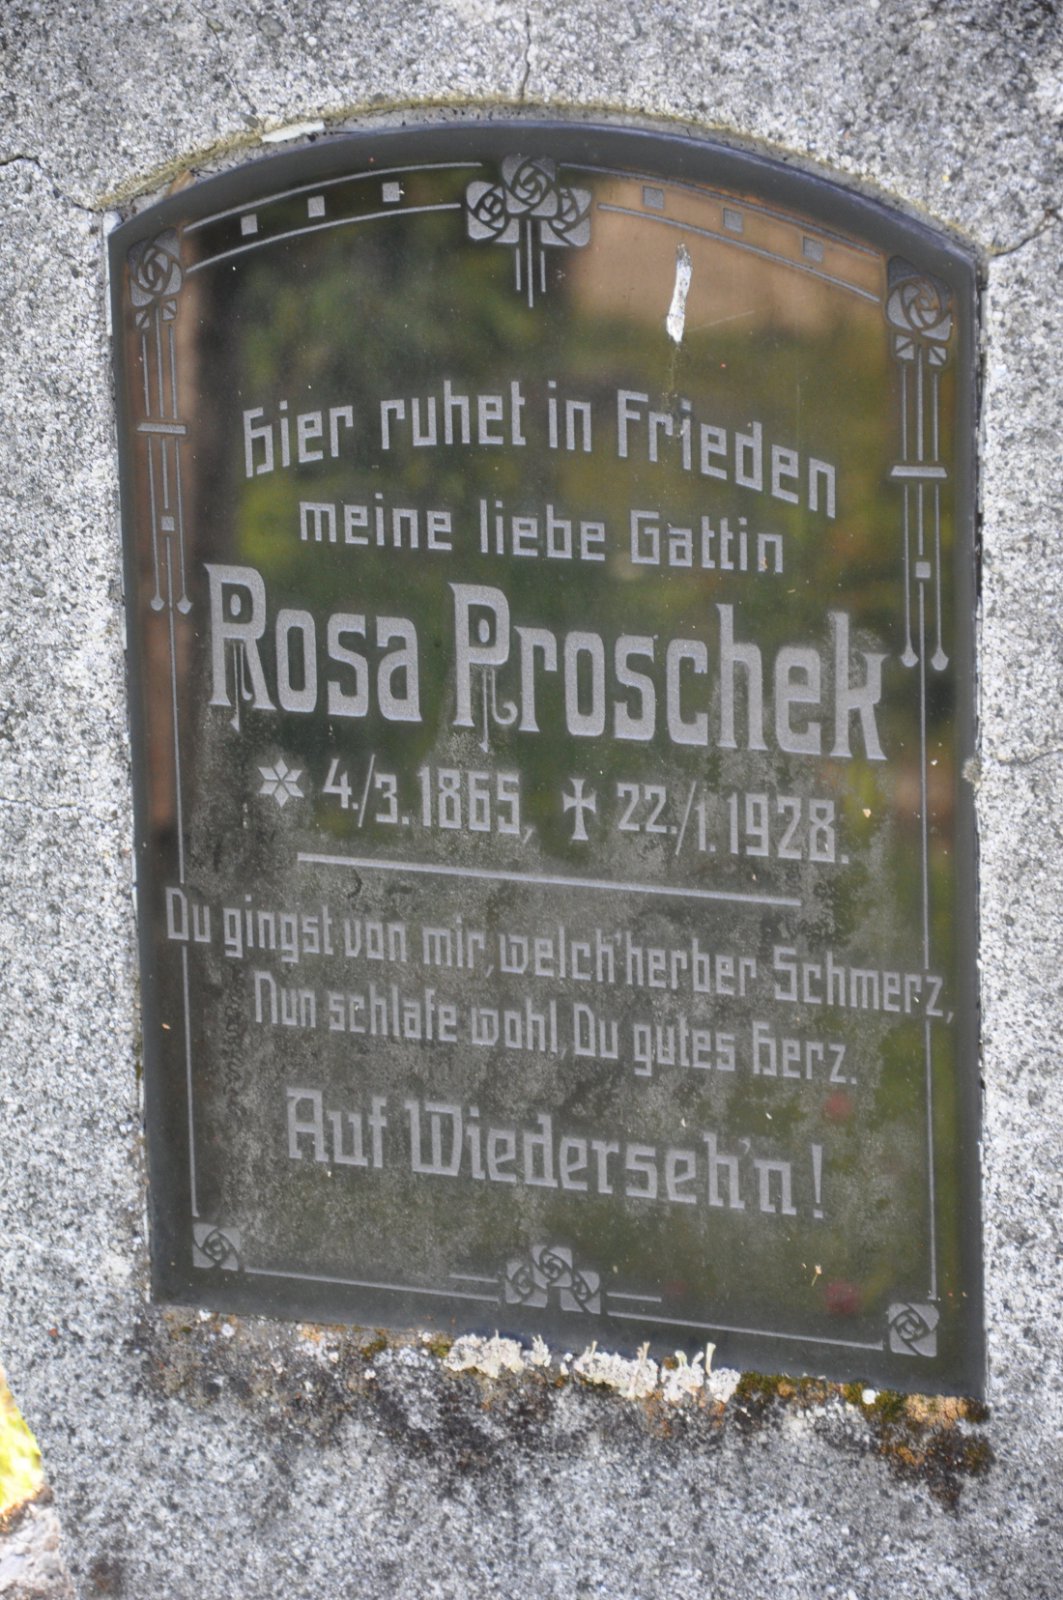 Hier ruhet in Frieden
meine liebe Gattin
Rosa Proschek
* 4./3. 1865, ✝ 22./1. 1928.
Du gingst von mir, welch' herber Schmerz,
Nun schlafe wohl, Du gutes Herz.
Auf Wiederseh'n!